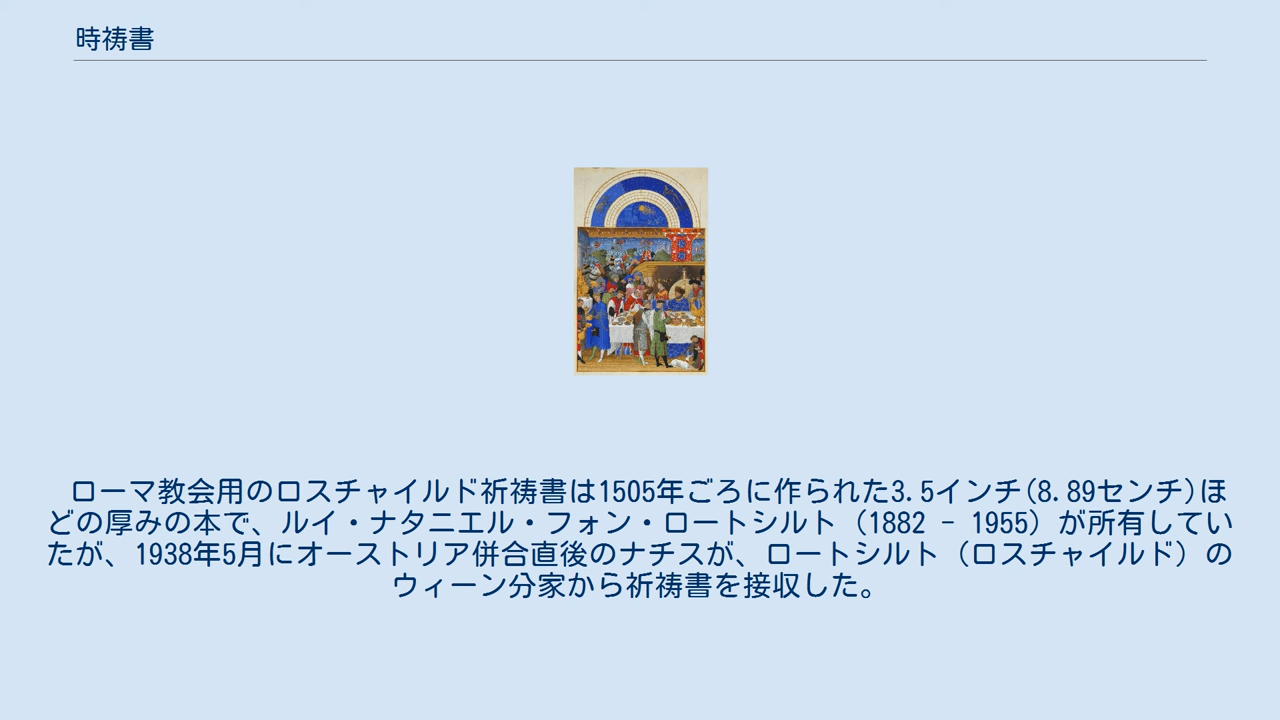 時祷書
ローマ教会用のロスチャイルド祈祷書は1505年ごろに作られた3.5インチ(8.89センチ)ほ
どの厚みの本で、ルイ・ナタニエル・フォン・ロートシルト（1882 - 1955）が所有してい
たが、1938年5月にオーストリア併合直後のナチスが、ロートシルト（ロスチャイルド）の
ウィーン分家から祈祷書を接収した。